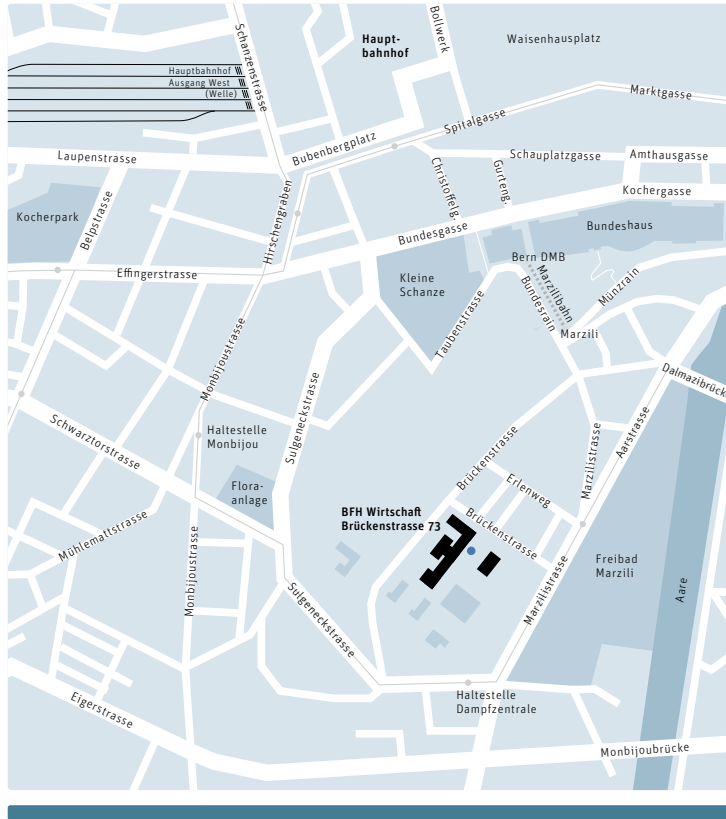 Schanzenstrasse
Haupt-
bahnhof
Bollwerk
Waisenhausplatz
Hauptbahnhof
Ausgang West
(Welle)
Marktgasse
Spitalgasse
Bubenbergplatz
Laupenstrasse
Schauplatzgasse
Amthausgasse
Christoffelg.
Gurteng.
Kochergasse
Kocherpark
Belpstrasse
Hirschengraben
Bundesgasse
Bundeshaus
Bern DMB
Effingerstrasse
Kleine
Schanze
Marzilibahn
Münzrain
Bundesrain
Taubenstrasse
Marzili
Monbijoustrasse
Dalmazibrück
Sulgeneckstrasse
Schwarztorstrasse
Haltestelle
Monbijou
Aarstrasse
Marzilistrasse
Brückenstrasse
Flora-
anlage
Erlenweg
BFH Wirtschaft
Brückenstrasse 73
Brückenstrasse
Mühlemattstrasse
Monbijoustrasse
Freibad
Marzili
Marzilistrasse
Aare
Sulgeneckstrasse
Haltestelle
Dampfzentrale
Eigerstrasse
Monbijoubrücke